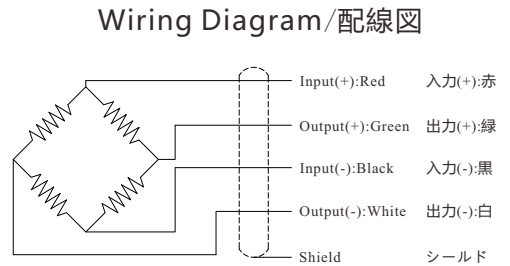 Wiring Diagram/配線図
Input(+):Red 入力(+):赤
Output(+):Green 出力(+):緑
Input(-):Black 入力(-):黒
Output(-):White 出力(-):白
Shield シールド